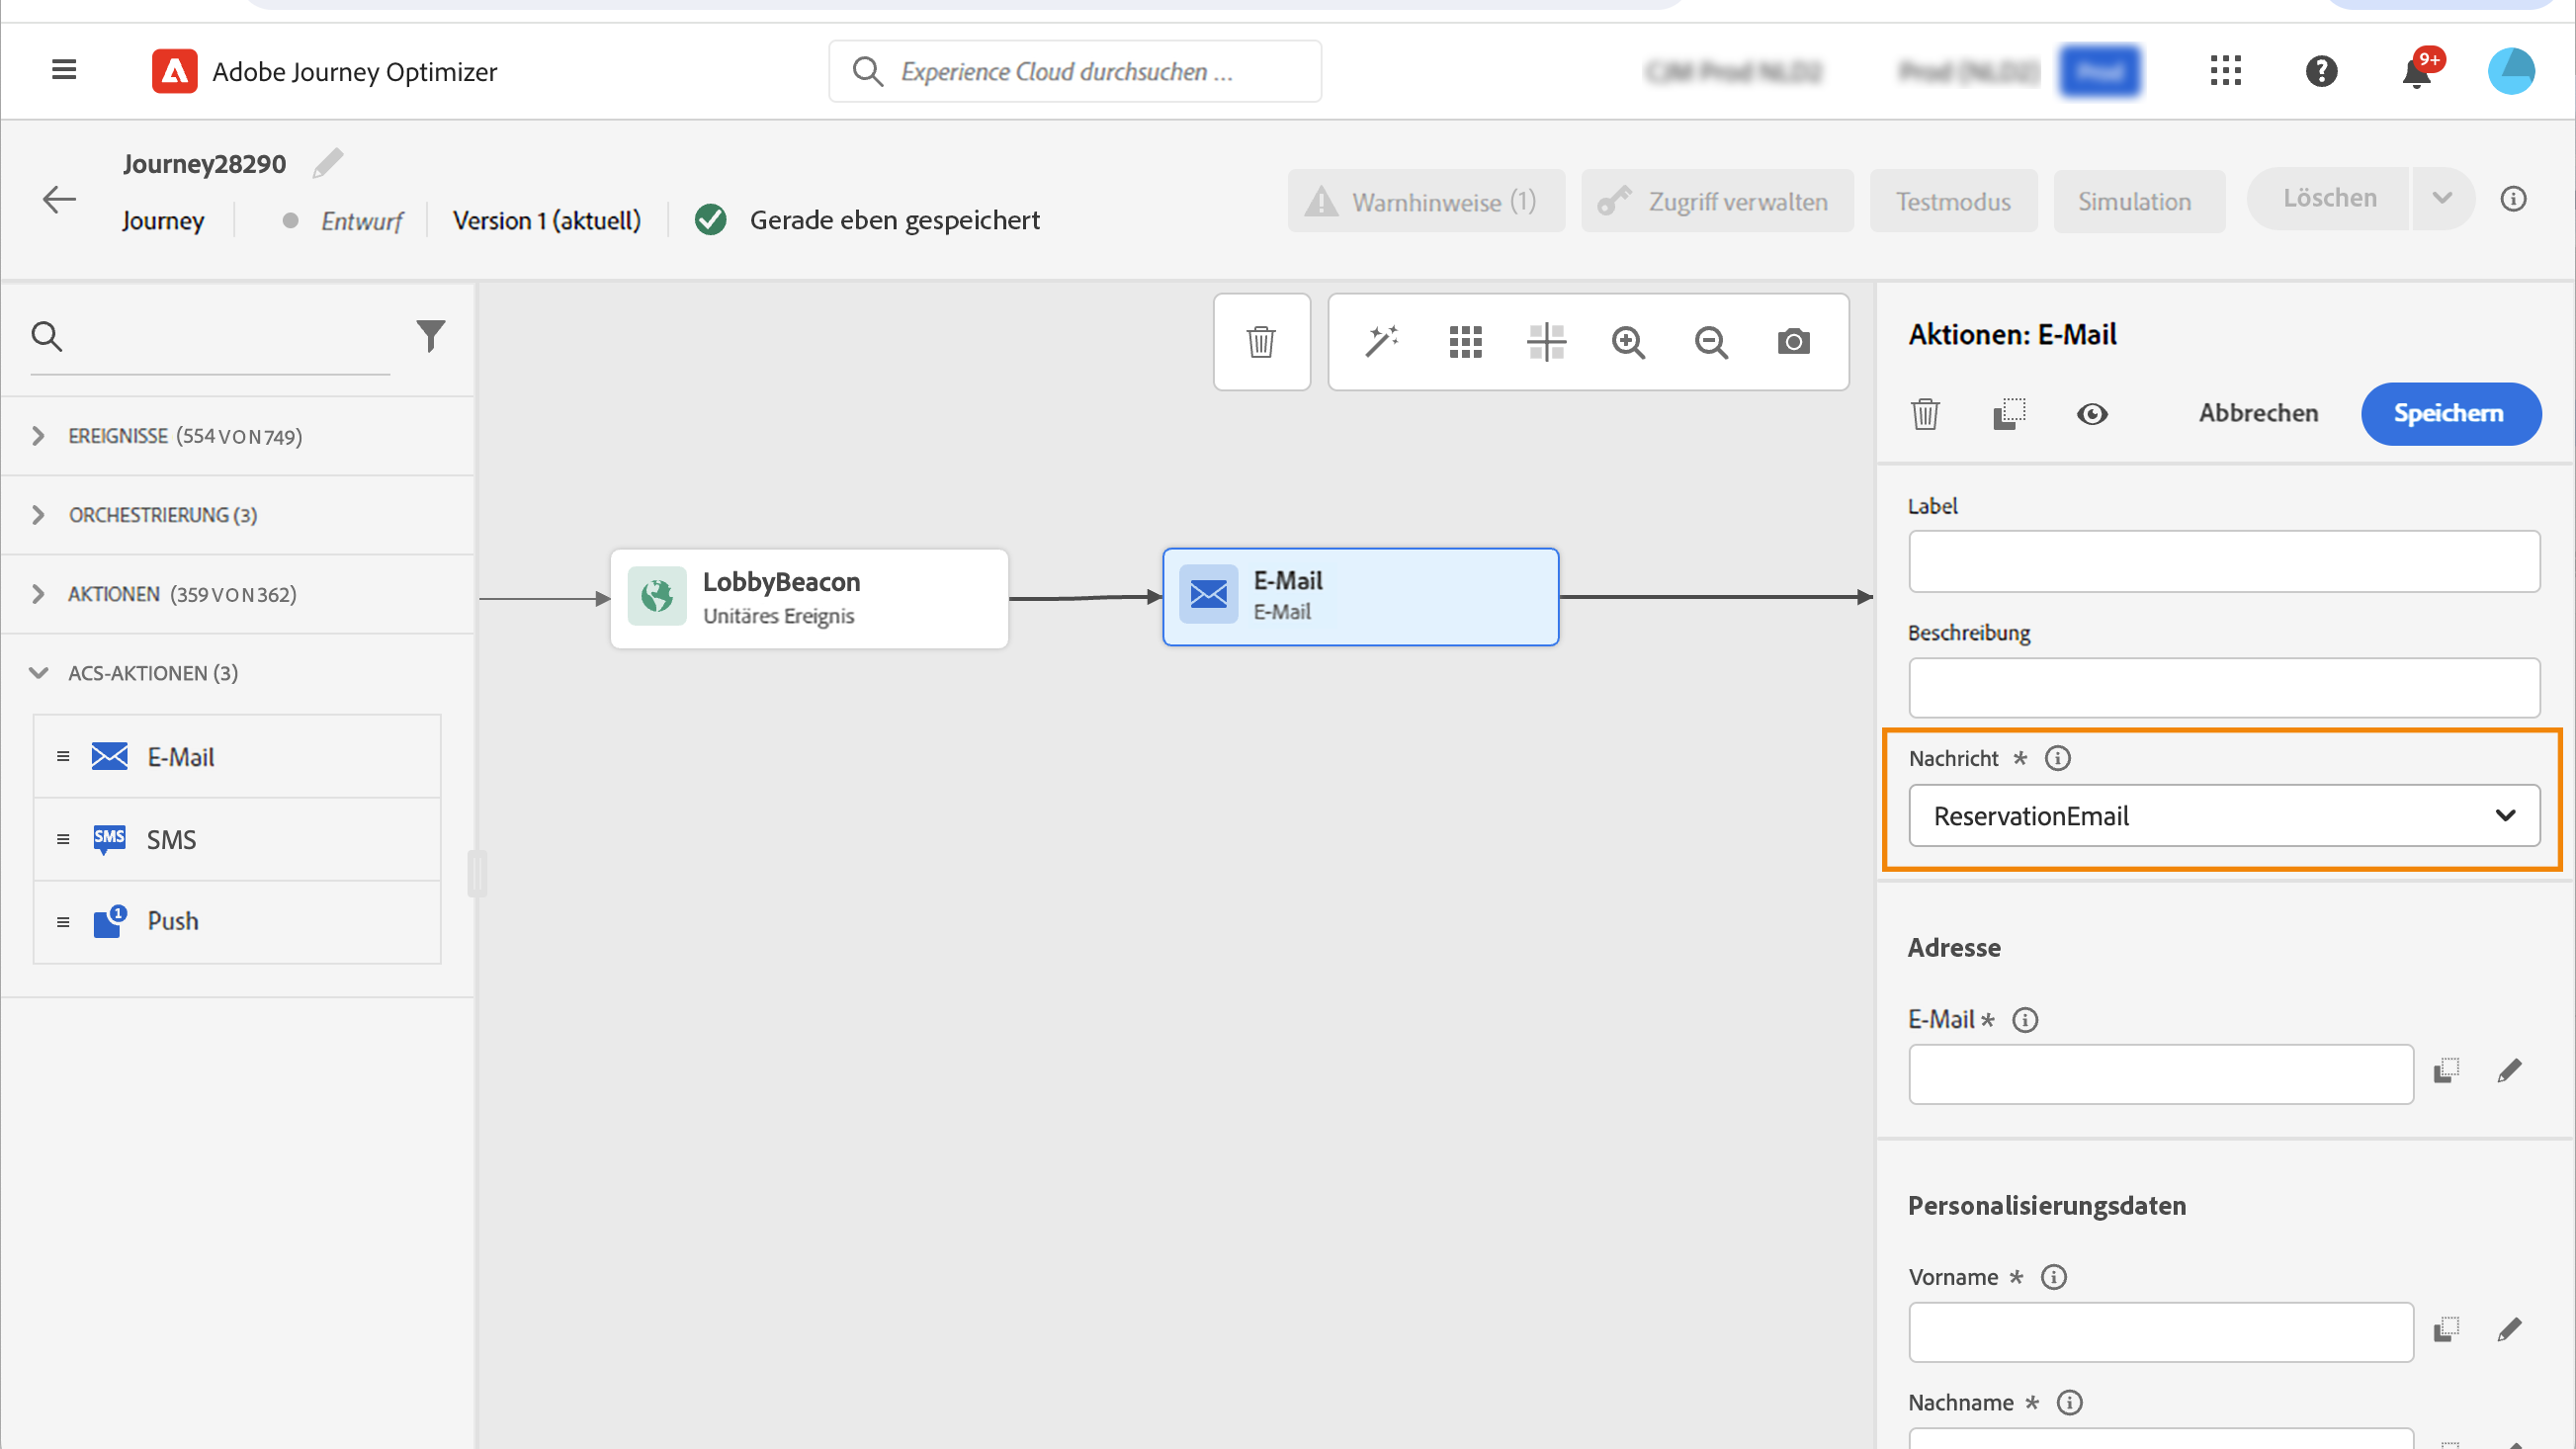 Adobe Journey Optimizer
Experience Cloud durchsuchen ...
9+
Journey28290
Journey
Entwurf
Version 1 (aktuell)
Gerade eben gespeichert
Warnhinweise (1)
Zugriff verwalten
Testmodus
Simulation
Löschen
EREIGNISSE (554 VON 749)
ORCHESTRIERUNG (3)
AKTIONEN (359 VON 362)
ACS-AKTIONEN (3)
E-Mail
SMS
SMS
1
Push
LobbyBeacon
Unitäres Ereignis
E-Mail
E-Mail
Aktionen: E-Mail
Abbrechen
Speichern
Label
Beschreibung
Nachricht *
ReservationEmail
Adresse
E-Mail *
Personalisierungsdaten
Vorname *
Nachname *